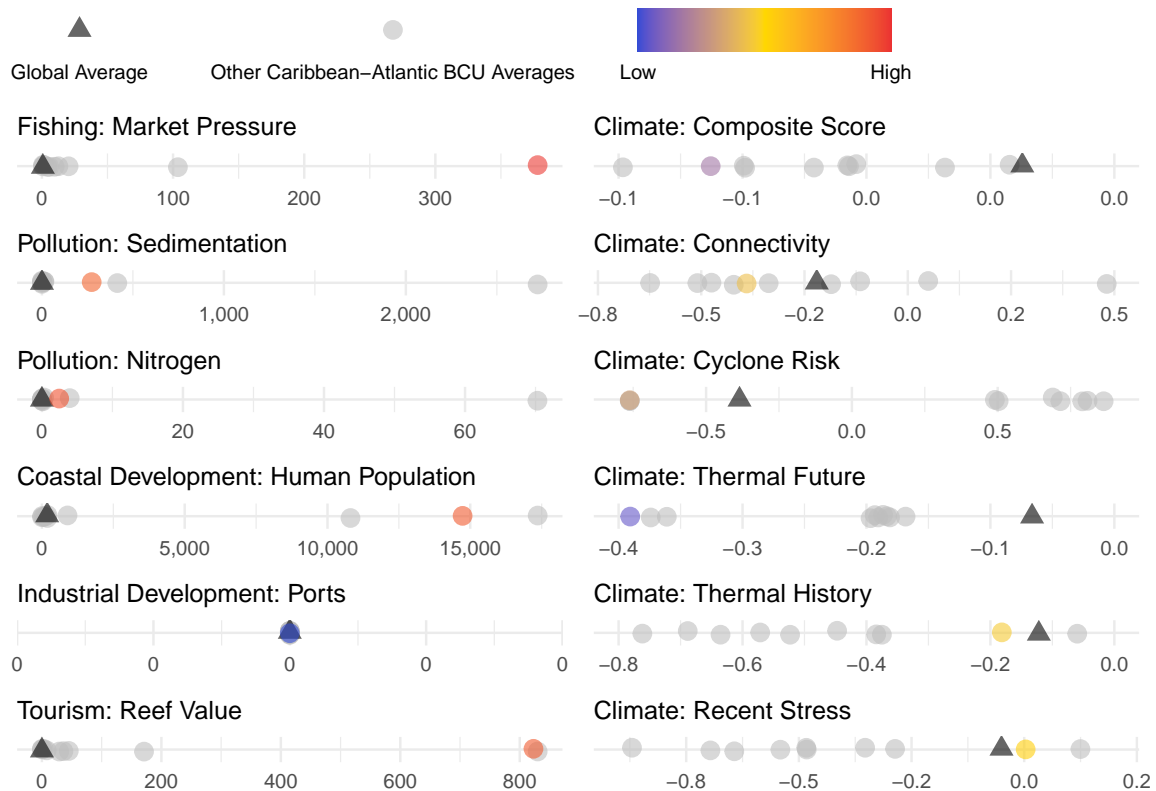 Global Average
Other Caribbean−Atlantic BCU Averages
Low
High
Fishing: Market Pressure
0 100 200 300
Climate: Composite Score
−0.1 −0.1 0.0 0.0 0.0
Pollution: Sedimentation
0 1,000 2,000
Climate: Connectivity
−0.8 −0.5 −0.2 0.0 0.2 0.5
Pollution: Nitrogen
0 20 40 60
Climate: Cyclone Risk
−0.5 0.0 0.5
Coastal Development: Human Population
0 5,000 10,000 15,000
Climate: Thermal Future
−0.4 −0.3 −0.2 −0.1 0.0
Industrial Development: Ports
0 0 0 0 0
Climate: Thermal History
−0.8 −0.6 −0.4 −0.2 0.0
Tourism: Reef Value
0 200 400 600 800
Climate: Recent Stress
−0.8 −0.5 −0.2 0.0 0.2